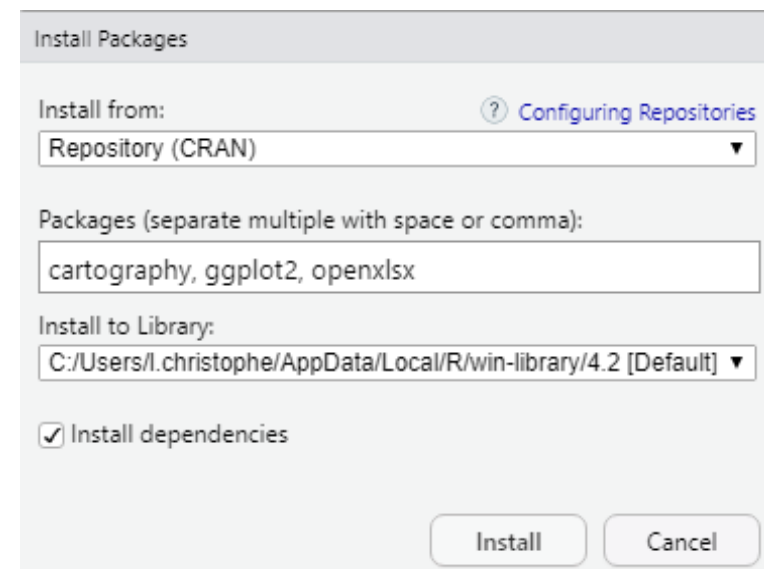 Install Packages
Install from:
? Configuring Repositories
Repository (CRAN)
Packages (separate multiple with space or comma):
cartography, ggplot2, openxlsx
Install to Library:
C:/Users/l.christophe/AppData/Local/R/win-library/4.2 [Default]
Install dependencies
Install
Cancel